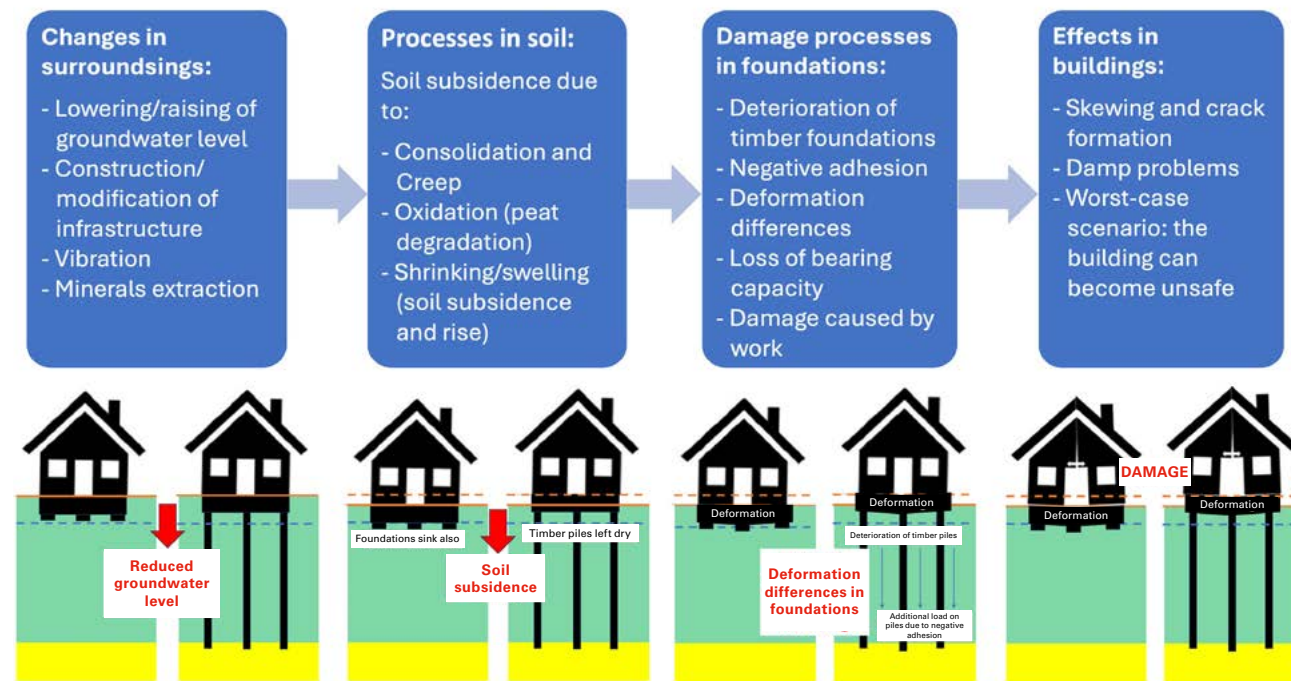 Changes in
surroundsings:
- Lowering/raising of
groundwater level
- Construction/
modification of
infrastructure
- Vibration
- Minerals extraction
Processes in soil:
Soil subsidence due
to:
- Consolidation and
Creep
- Oxidation (peat
degradation)
- Shrinking/swelling
(soil subsidence
and rise)
Damage processes
in foundations:
- Deterioration of
timber foundations
- Negative adhesion
- Deformation
differences
- Loss of bearing
capacity
- Damage caused by
work
Effects in
buildings:
- Skewing and crack
formation
- Damp problems
- Worst-case
scenario: the
building can
become unsafe
Reduced
groundwater
level
Foundations sink also
Timber piles left dry
Soil
subsidence
Deformation
Deformation
Deterioration of timber piles
Deformation
differences in
foundations
Additional load on
piles due to negative
adhesion
DAMAGE
Deformation
Deformation